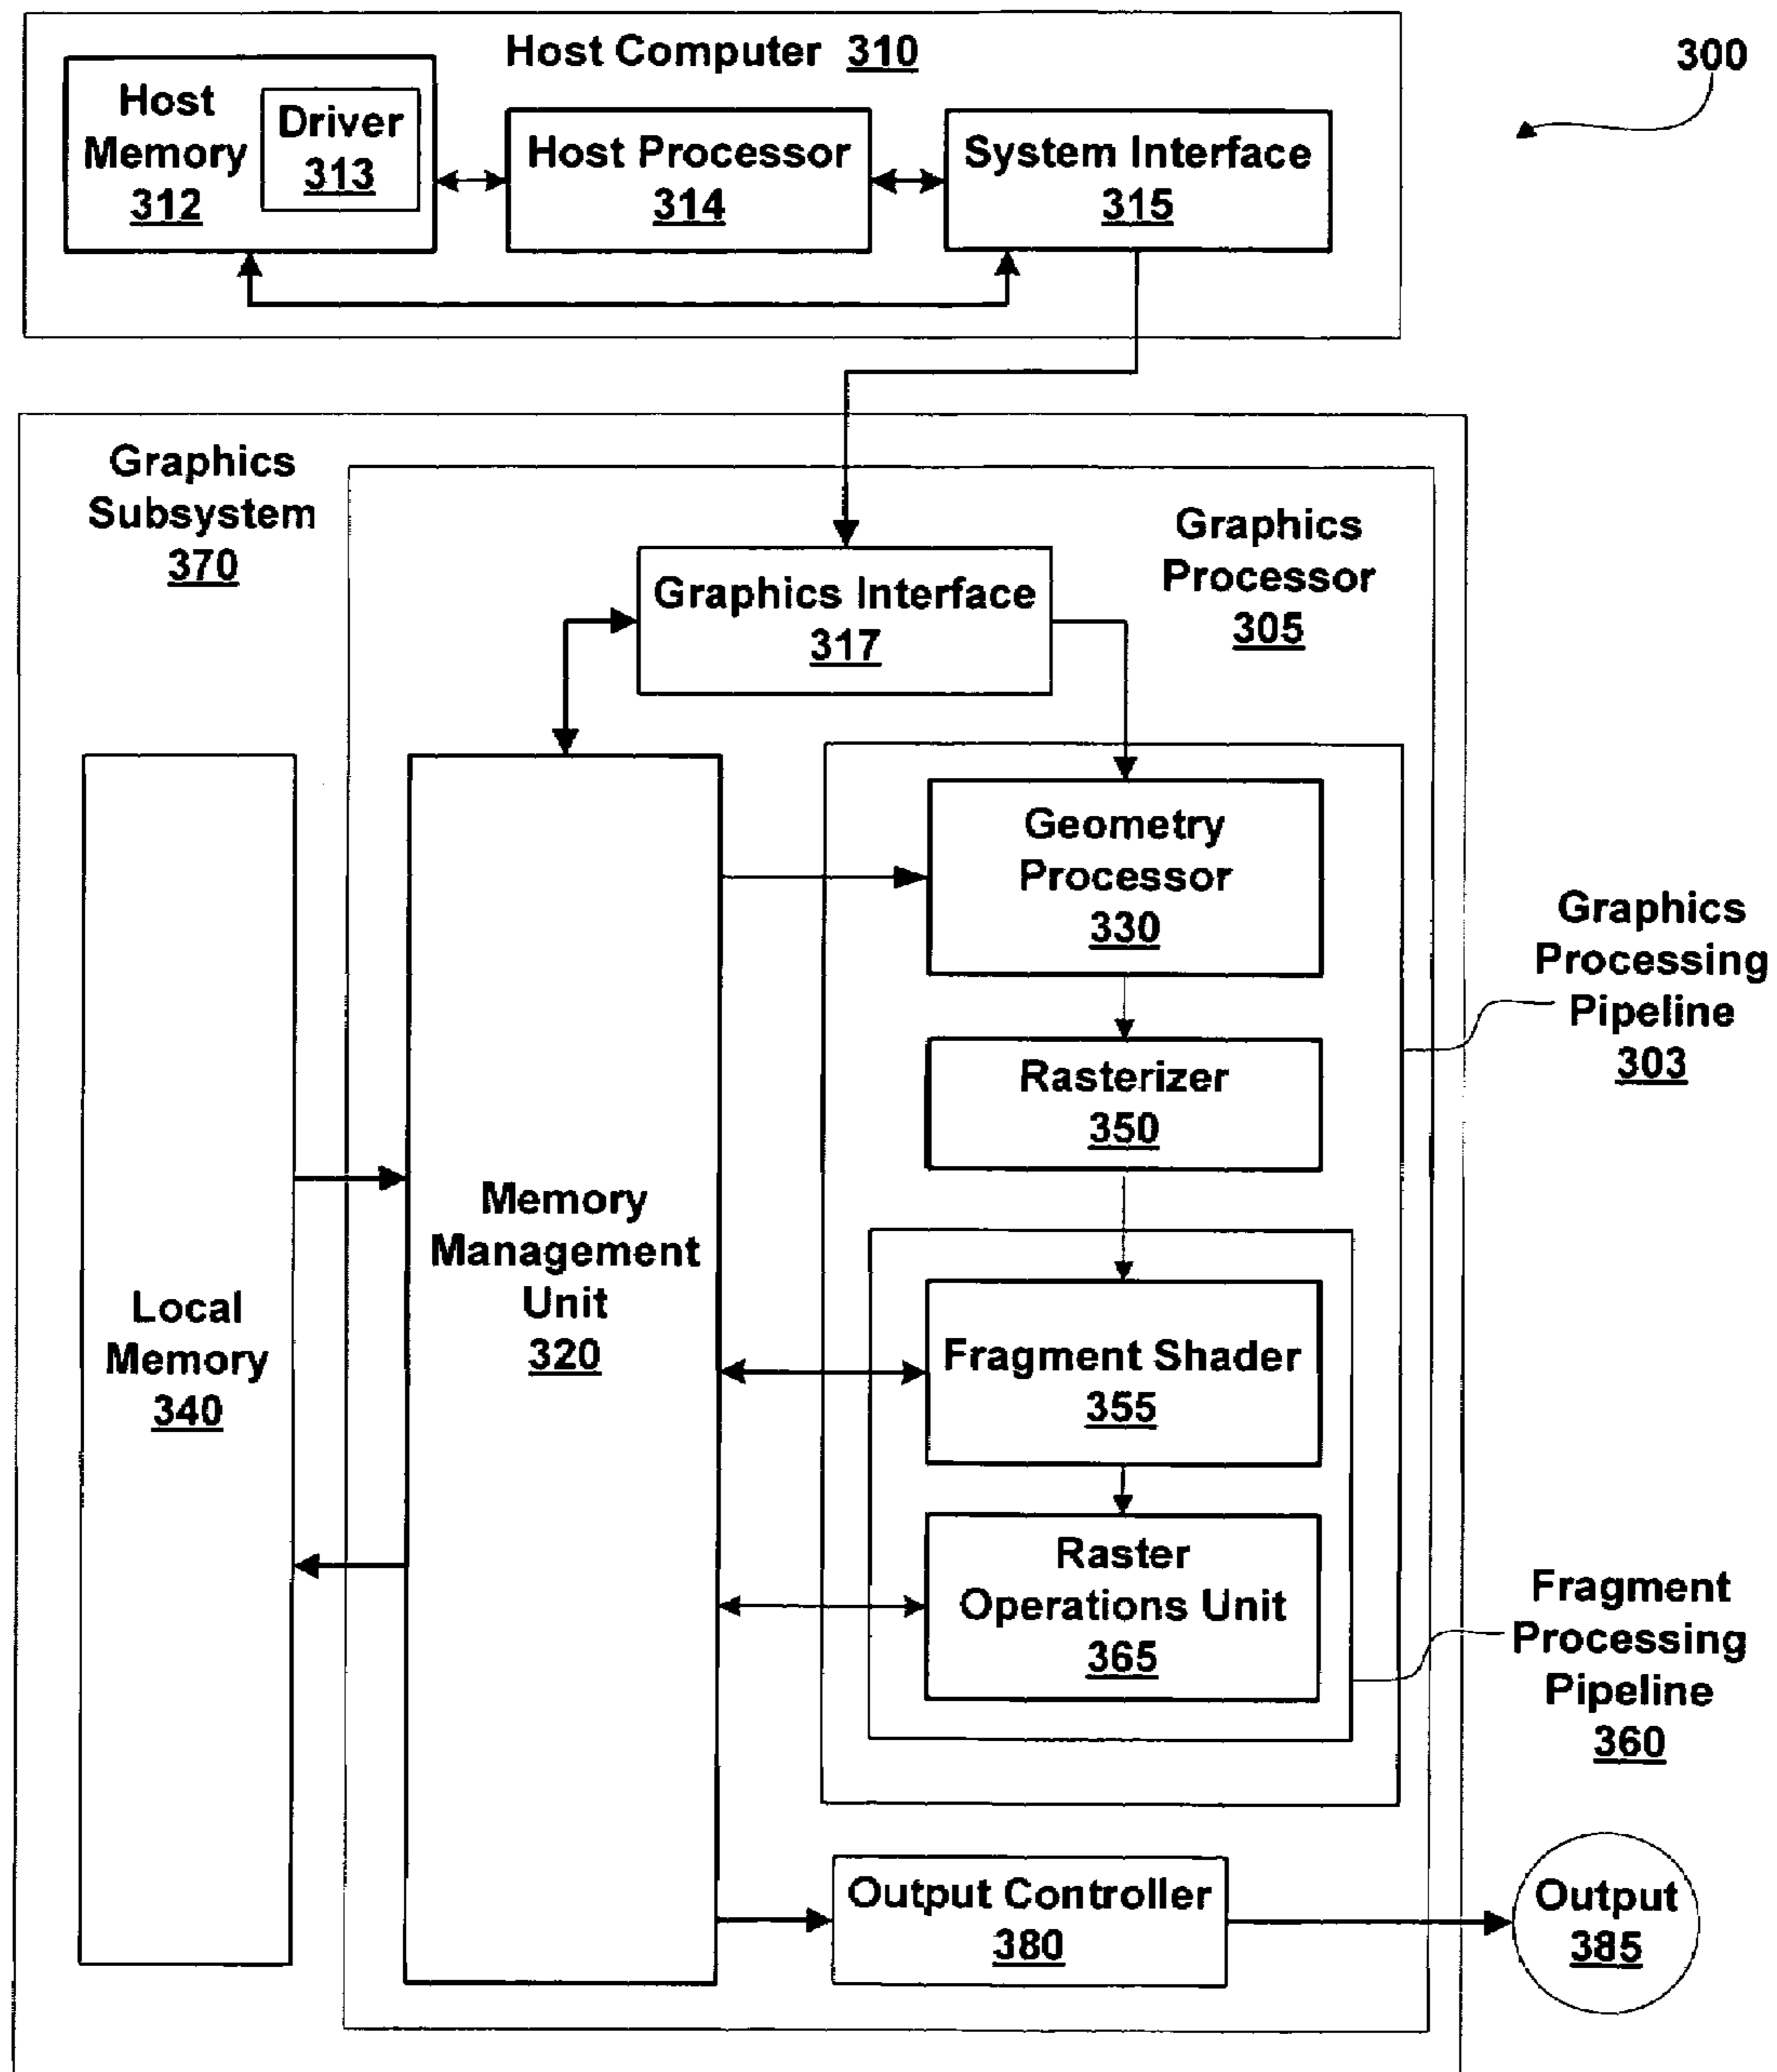 Host Computer 310
300
Host
Memory
312
Driver
313
Host Processor
314
System Interface
315
Graphics
Subsystem
370
Graphics
Processor
305
Graphics Interface
317
Geometry
Processor
330
Graphics
Processing
Pipeline
303
Rasterizer
350
Memory
Management
Unit
320
Local
Memory
340
Fragment Shader
355
Raster
Operations Unit
365
Fragment
Processing
Pipeline
360
Output Controller
380
Output
385